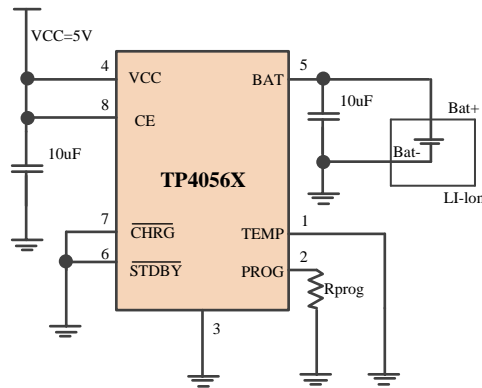 VCC=5V
4
VCC
8
CE
10uF
TP4056X
7
CHRG
6
STDBY
5
BAT
10uF
Bat+
Bat-
LI-lon
1
TEMP
2
PROG
Rprog
3